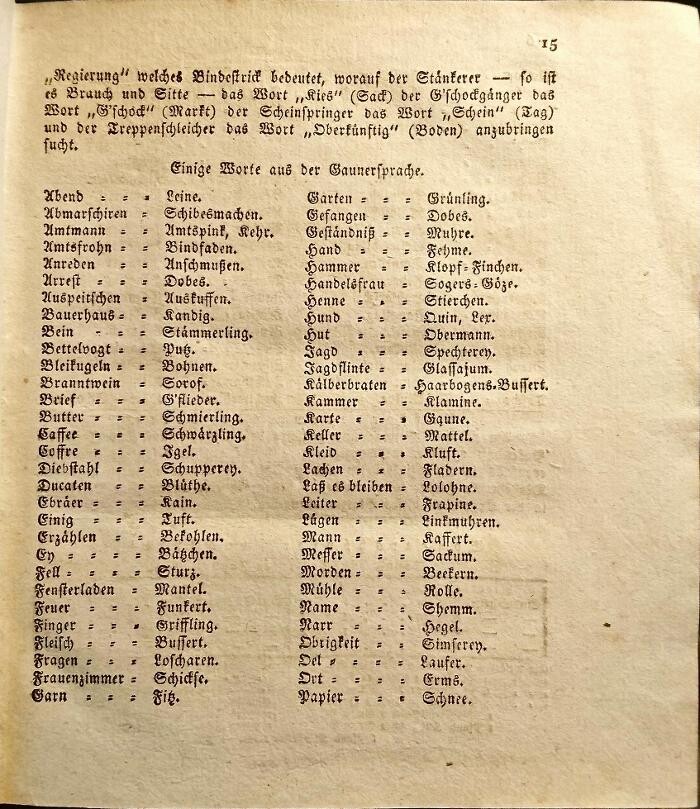 15
„Regierung“ welches Bindestrick bedeutet, worauf der Stänkerer — so ist
es Brauch und Sitte — das Wort „Kies“ (Sack) der G'schockgänger das
Wort „G'schock“ (Markt) der Scheinspringer das Wort „Schein“ (Tag)
und der Treppenschleicher das Wort „Oberkünftig“ (Boden) anzubringen
sucht.
Einige Worte aus der Gaunersprache.
Abend = = = Leine.
Abmarschiren = Schibesmachen.
Amtmann = = Amtspink, Kehr.
Amtsfrohn = = Bindfaden.
Anreden = = Anschmußen.
Arrest = = = Dobes.
Auspeitschen = Auskuffen.
Bauerhaus = = Kandig.
Bein = = = Stämmerling.
Bettelvogt = = Putz.
Bleikugeln = = Bohnen.
Branntwein = Sorof.
Brief = = = G'flieder.
Butter = = = Schmierling.
Caffee = = = Schwärzling.
Coffre = = = Igel.
Diebstahl = = Schupperey.
Ducaten = = Blüthe.
Ebräer = = = Kain.
Einig = = = Tuft.
Erzählen = = Bekohlen.
Ey = = = = Bätzchen.
Fell = = = = Sturz.
Fensterladen = Mantel.
Feuer = = = Funkert.
Finger = = = Griffling.
Fleisch = = = Bussert.
Fragen = = = Loscharen.
Frauenzimmer = Schickse.
Garn = = = Fitz.
Garten = = = Grünling.
Gefangen = = Dobes.
Geständniß = = Muhre.
Hand = = = Fehme.
Hammer = = Klopf=Finchen.
Handelsfrau = Sogers=Göze.
Henne = = = Stierchen.
Hund = = = Quin, Lex.
Hut = = = Obermann.
Jagd = = = Spechterey.
Jagdflinte = = Glassajum.
Kälberbraten = Haarbogens=Bussert.
Kammer = = Klamine.
Karte = = = Gaune.
Keller = = = Mattel.
Kleid = = = Kluft.
Lachen = = = Fladern.
Laß es bleiben = Lolohne.
Leiter = = = Frapine.
Lügen = = = Linkmuhren.
Mann = = = Kaffert.
Messer = = = Sackum.
Morden = = = Beekern.
Mühle = = = Rolle.
Name = = = Shemm.
Narr = = = Hegel.
Obrigkeit = = Simserey.
Oel = = = = Laufer.
Ort = = = = Erms.
Papier = = = Schnee.